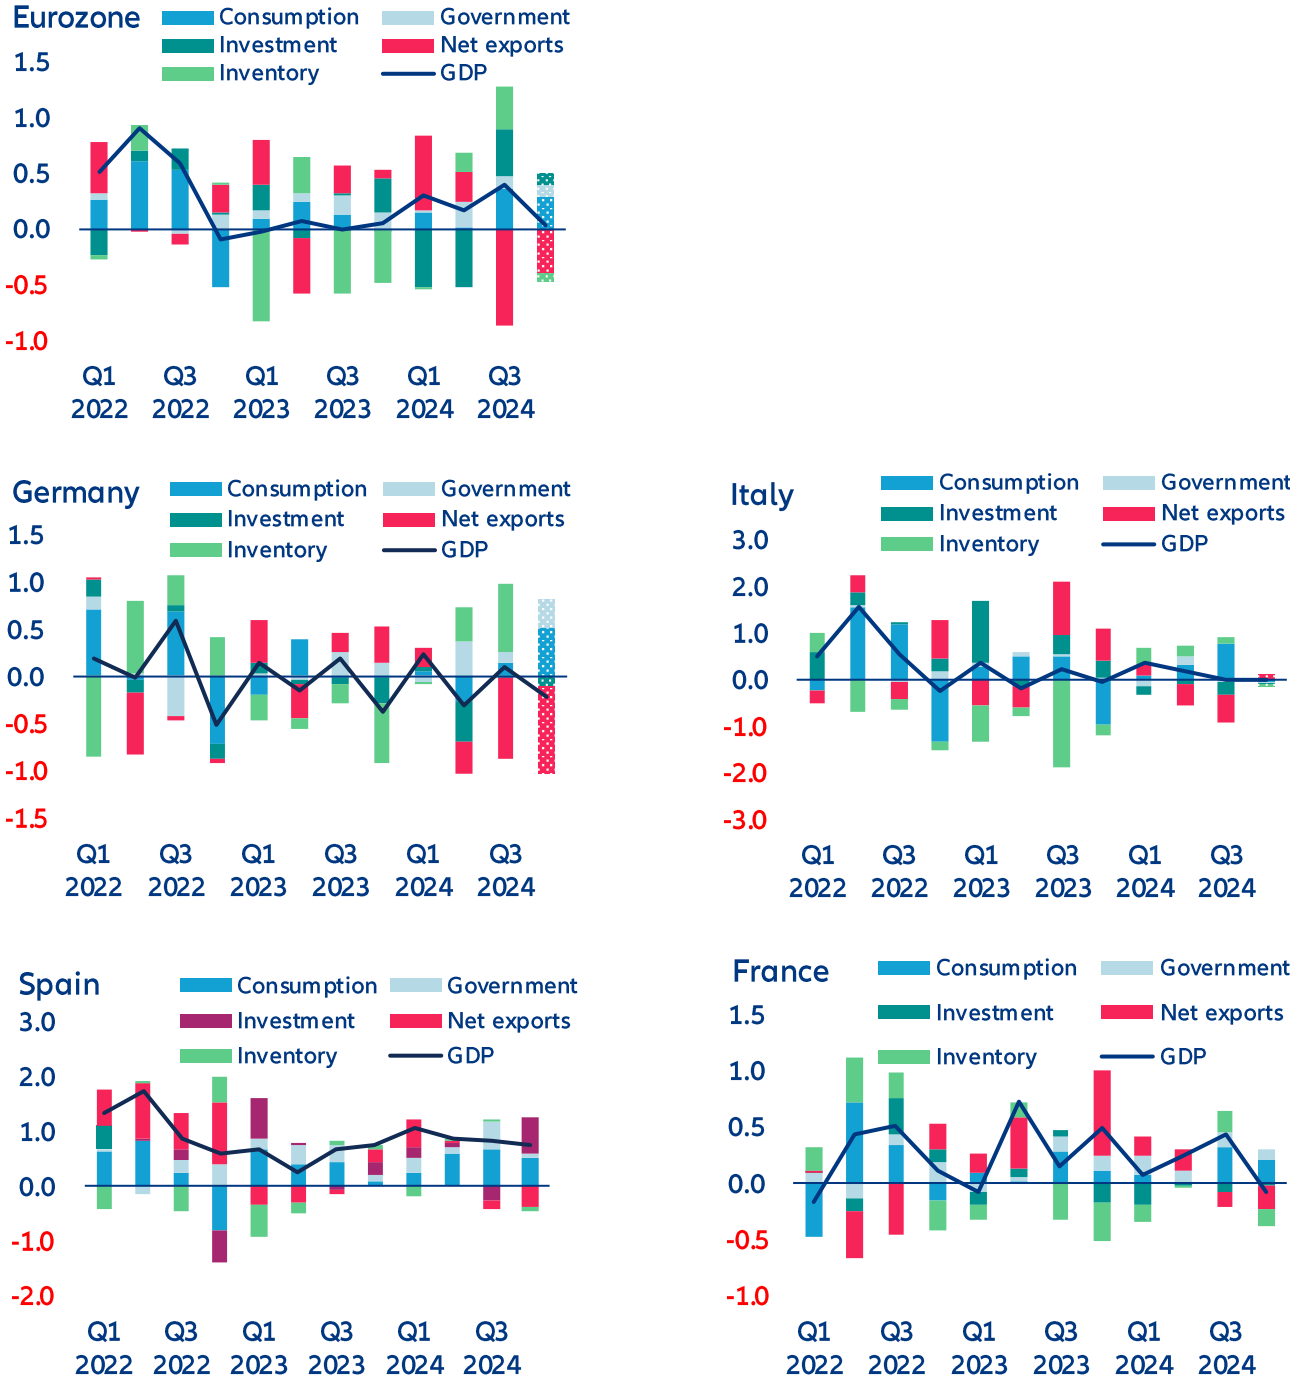 Eurozone
Consumption
Government
Investment
Net exports
Inventory
GDP
1.5
1.0
0.5
0.0
-0.5
-1.0
Q1 Q3 Q1 Q3 Q1 Q3
2022 2022 2023 2023 2024 2024
Germany
Consumption
Government
Investment
Net exports
Inventory
GDP
1.5
1.0
0.5
0.0
-0.5
-1.0
-1.5
Q1 Q3 Q1 Q3 Q1 Q3
2022 2022 2023 2023 2024 2024
Italy
Consumption
Government
Investment
Net exports
Inventory
GDP
3.0
2.0
1.0
0.0
-1.0
-2.0
-3.0
Q1 Q3 Q1 Q3 Q1 Q3
2022 2022 2023 2023 2024 2024
Spain
Consumption
Government
Investment
Net exports
Inventory
GDP
3.0
2.0
1.0
0.0
-1.0
-2.0
Q1 Q3 Q1 Q3 Q1 Q3
2022 2022 2023 2023 2024 2024
France
Consumption
Government
Investment
Net exports
Inventory
GDP
1.5
1.0
0.5
0.0
-0.5
-1.0
Q1 Q3 Q1 Q3 Q1 Q3
2022 2022 2023 2023 2024 2024